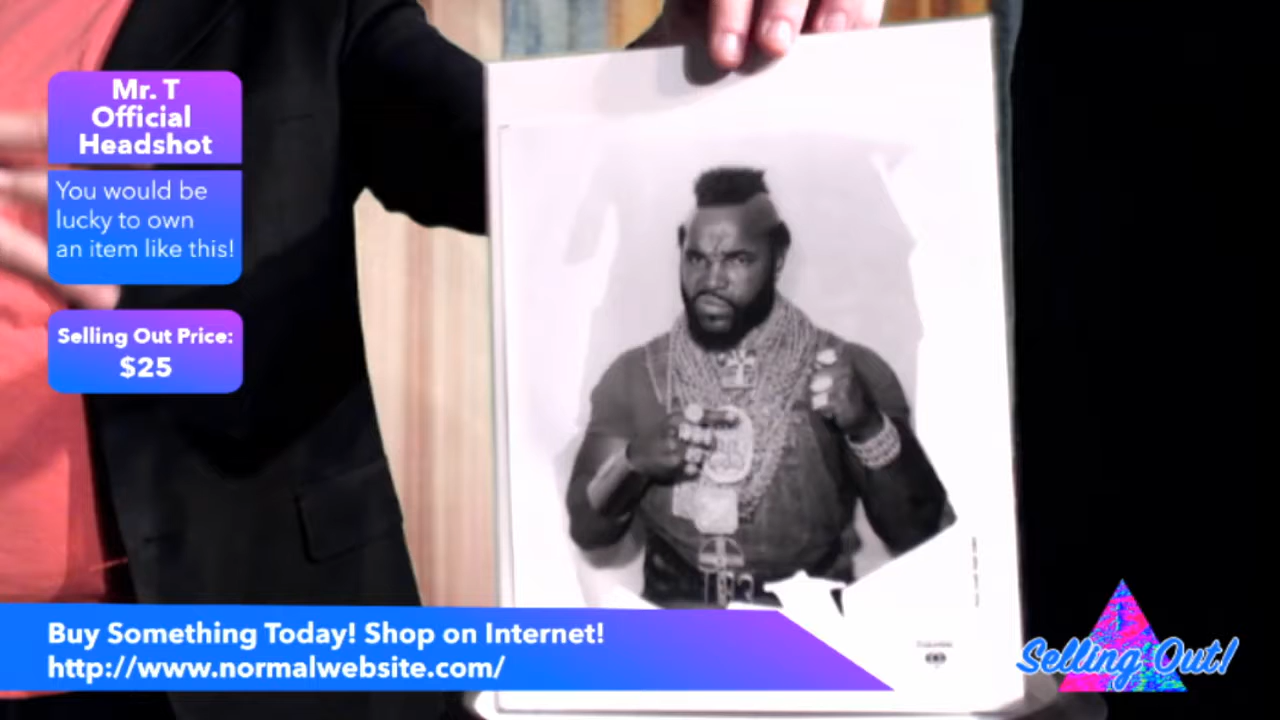 Mr. T
Official
Headshot
You would be
lucky to own
an item like this!
Selling Out Price:
$25
Buy Something Today! Shop on Internet!
http://www.normalwebsite.com/
Selling Out!